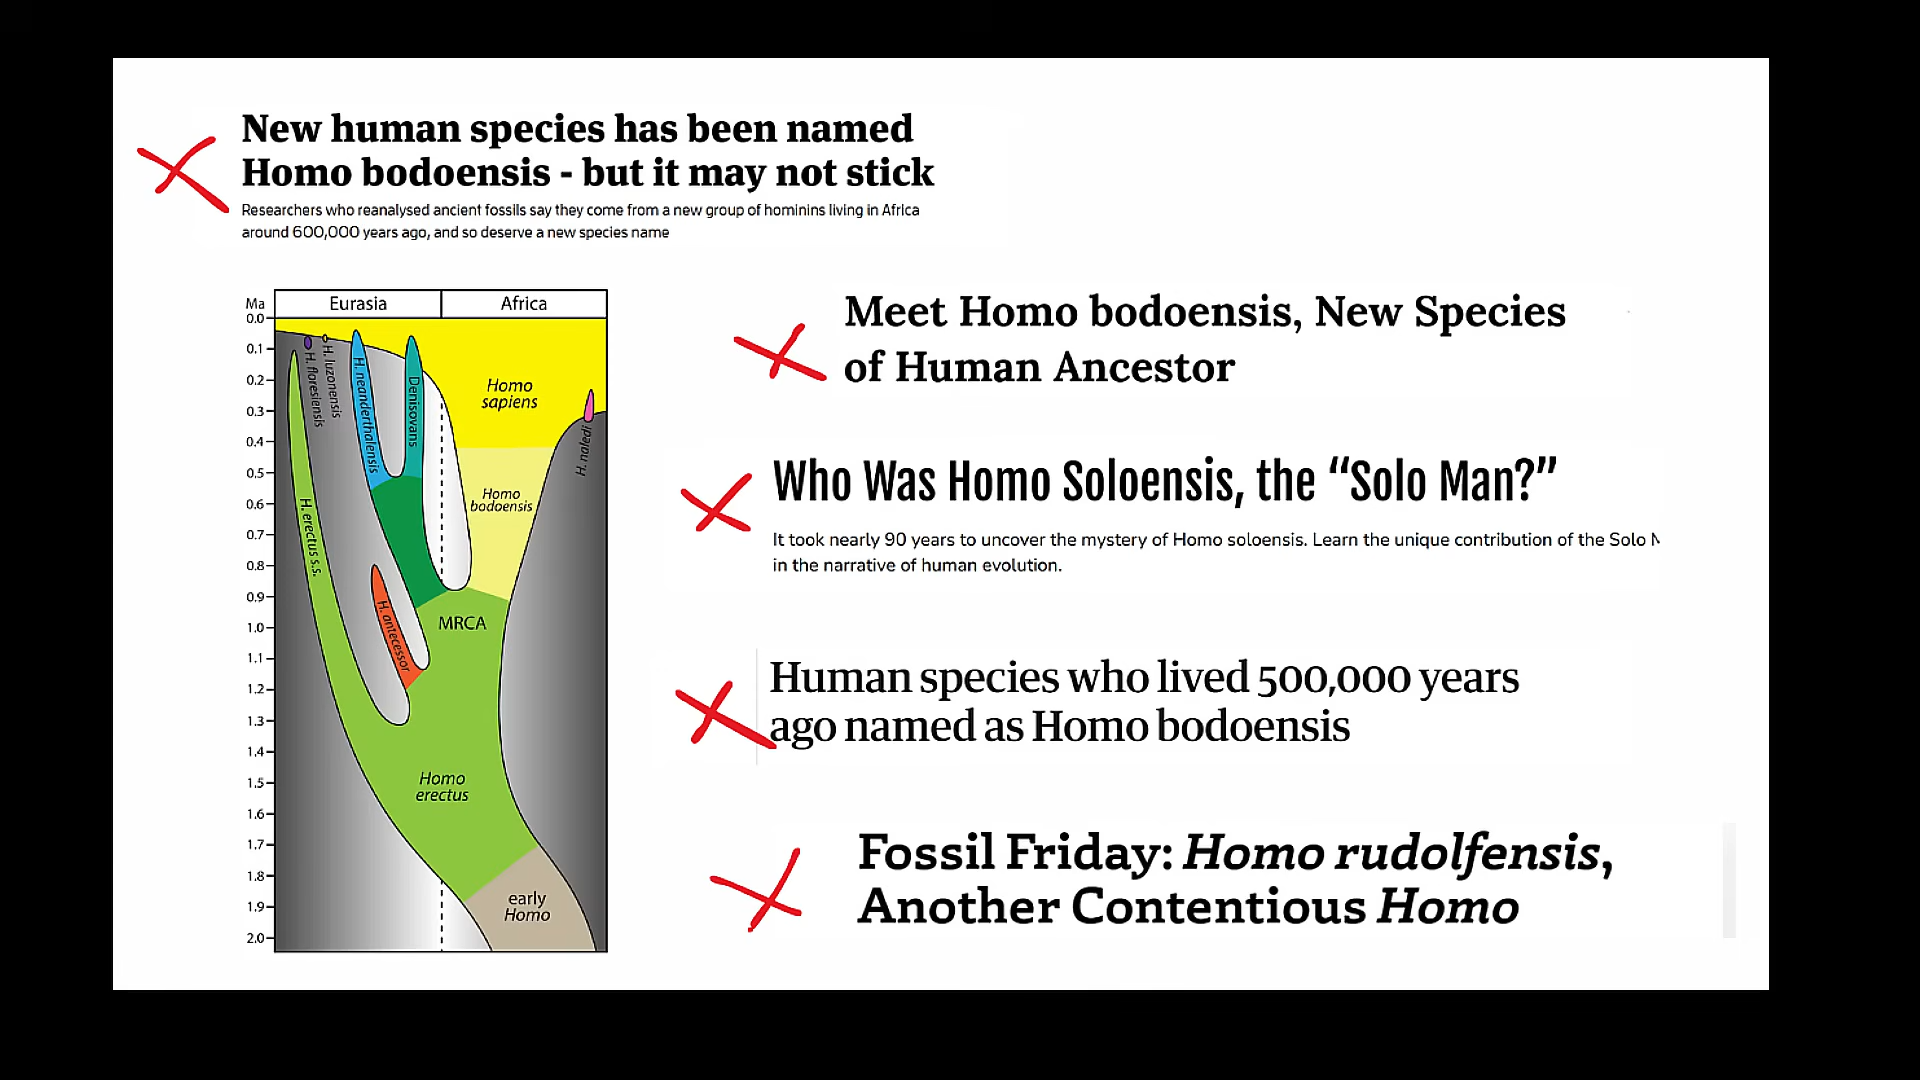 New human species has been named
Homo bodoensis - but it may not stick
Researchers who reanalysed ancient fossils say they come from a new group of hominins living in Africa
around 600,000 years ago, and so deserve a new species name
Ma
Eurasia
Africa
0.0
0.1
0.2
0.3
0.4
0.5
0.6
0.7
0.8
0.9
1.0
1.1
1.2
1.3
1.4
1.5
1.6
1.7
1.8
1.9
2.0
H. erectus s.s.
H. floresiensis
H. luzonensis
H. neanderthalensis
Denisovans
Homo
sapiens
H. naledi
Homo
bodoensis
H. antecessor
MRCA
Homo
erectus
early
Homo
Meet Homo bodoensis, New Species
of Human Ancestor
Who Was Homo Soloensis, the “Solo Man?”
It took nearly 90 years to uncover the mystery of Homo soloensis. Learn the unique contribution of the Solo
in the narrative of human evolution.
Human species who lived 500,000 years
ago named as Homo bodoensis
Fossil Friday: Homo rudolfensis,
Another Contentious Homo